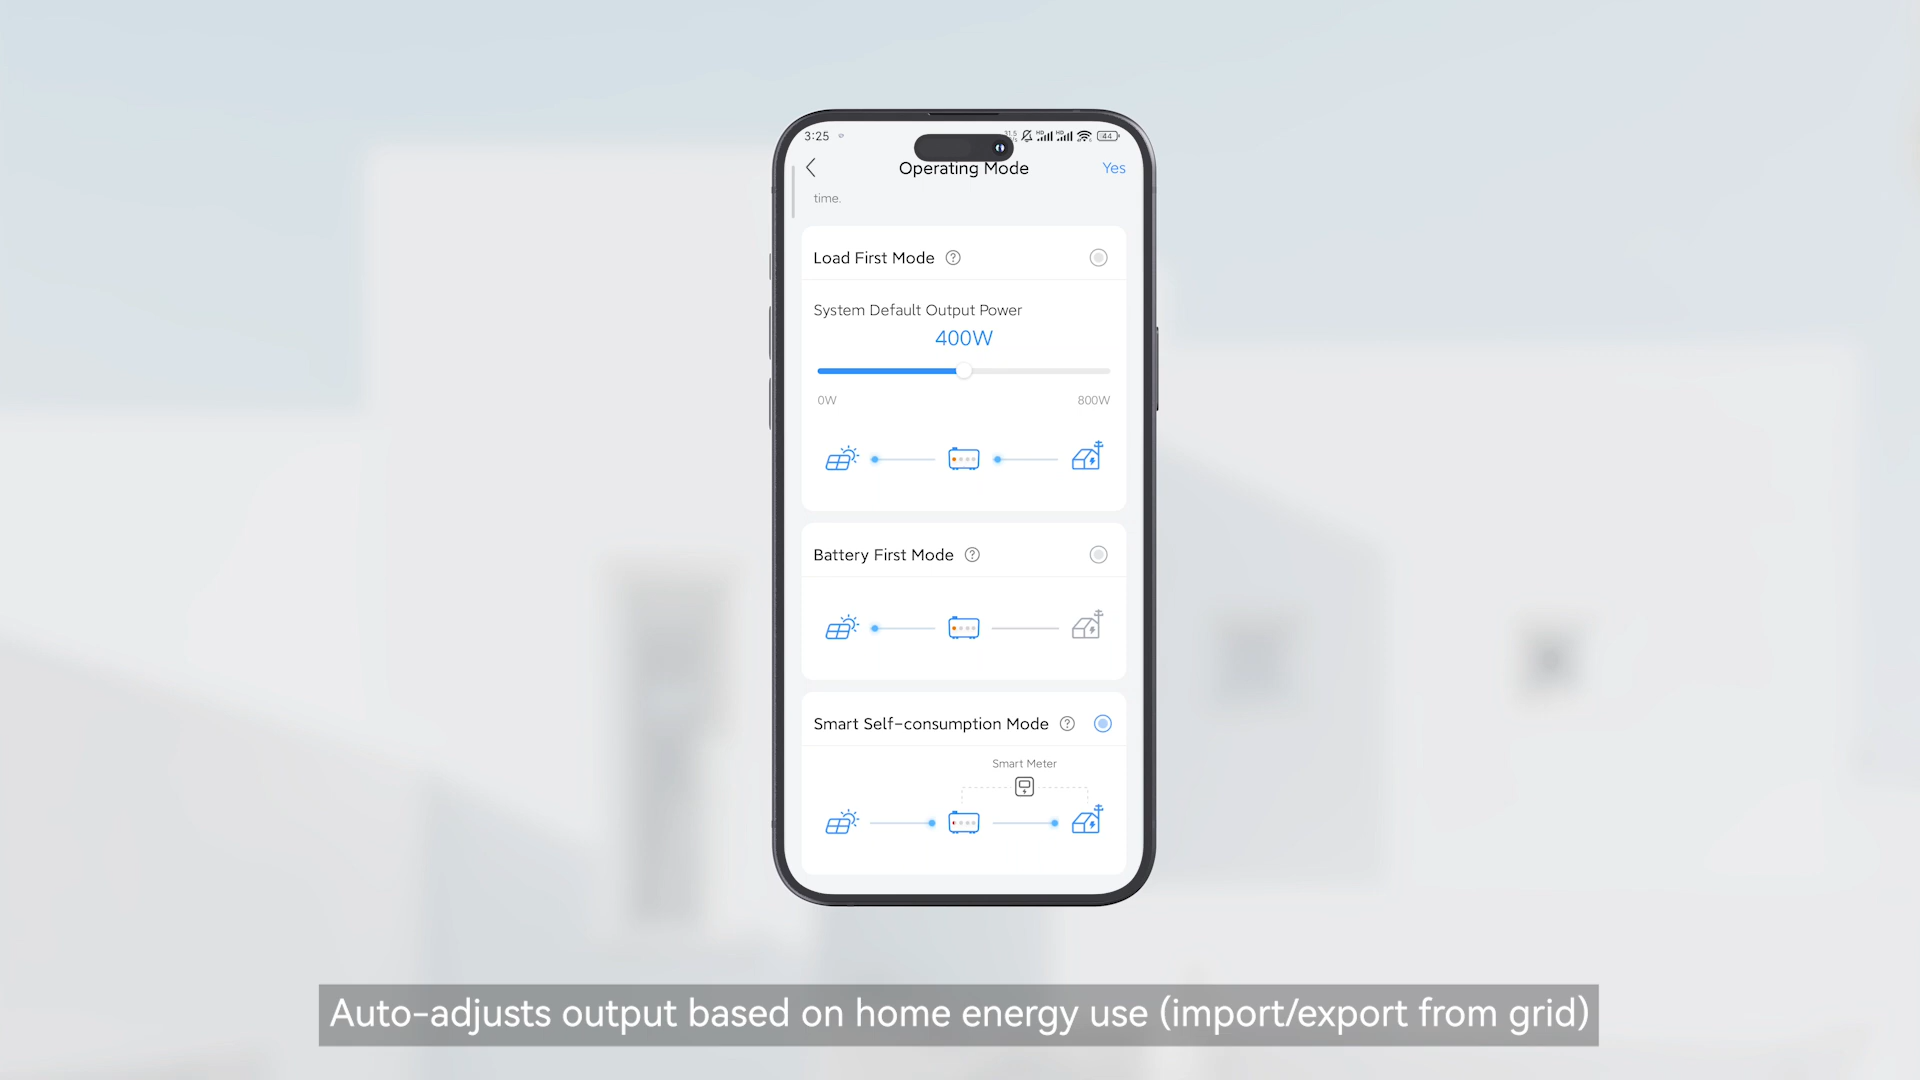 3:25
44
Operating Mode
Yes
time.
Load First Mode
System Default Output Power
400W
0W
800W
Battery First Mode
Smart Self-consumption Mode
Smart Meter
Auto-adjusts output based on home energy use (import/export from grid)